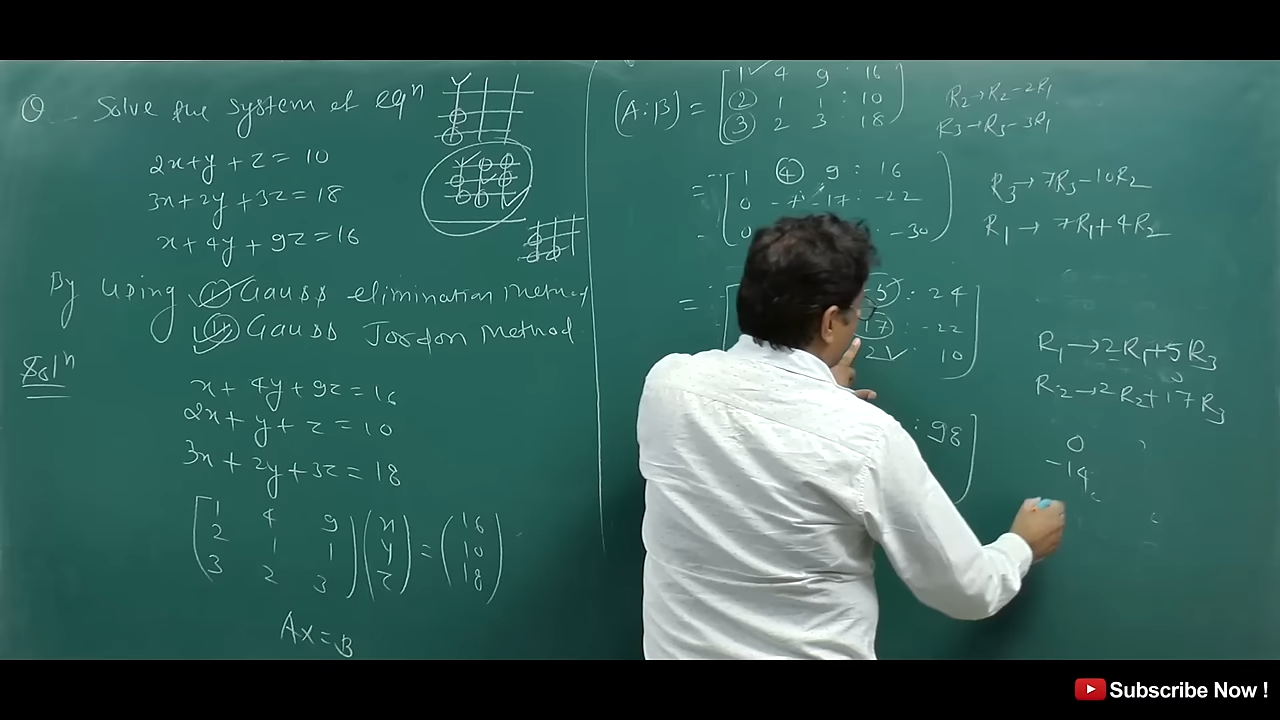 Q Solve the system of eqn
2x+y+z=10
3x+2y+3z=18
x+4y+9z=16
By using (i) Gauss elimination Method
(ii) Gauss Jordon Method
Soln
x+4y+9z=16
2x+y+z=10
3x+2y+3z=18
[1 4 9 (x (16
2 1 1 y = 10
3 2 3] z) 18)
AX=B
(A:B) = [1 4 9 : 16
2 1 1 : 10
3 2 3 : 18]
R2→R2-2R1
R3→R3-3R1
= [1 4 9 : 16
0 -7 -17 : -22
0 : -30]
R3→7R3-10R2
R1→7R1+4R2
= [ -5 : 24
17 : -22
2 10]
R1→2R1+5R3
R2→2R2+17R3
: 98]
0
-14
Subscribe Now !